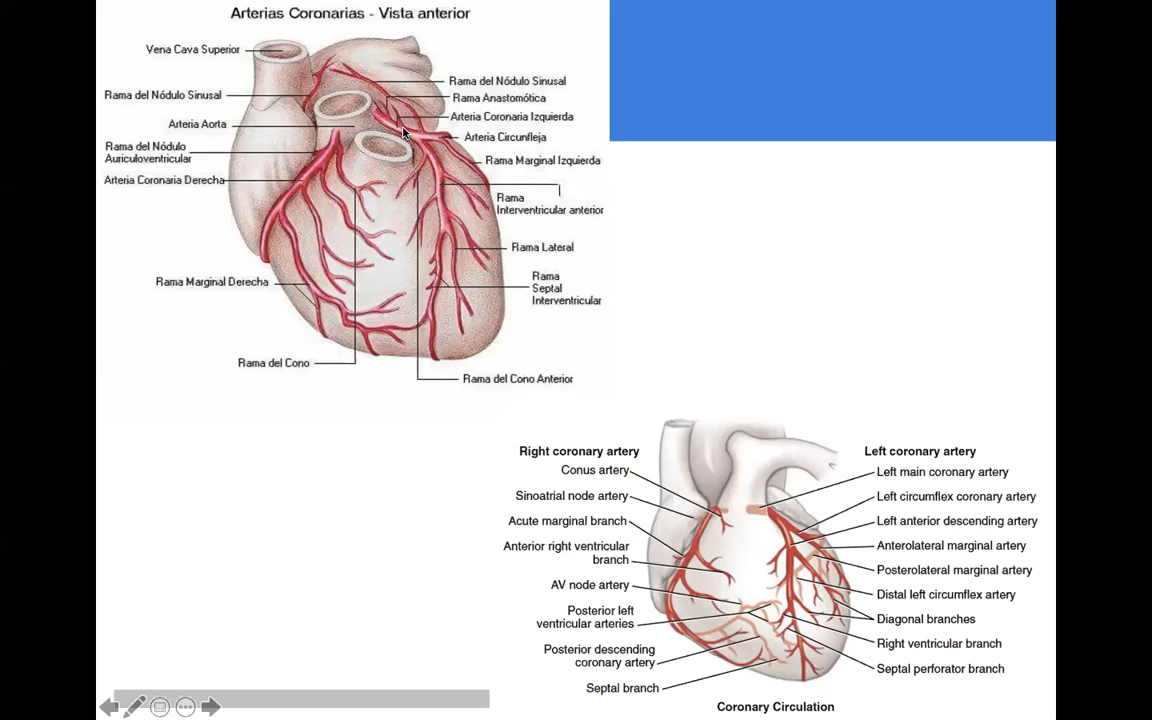 Arterias Coronarias - Vista anterior
Vena Cava Superior
Rama del Nódulo Sinusal
Arteria Aorta
Rama del Nódulo
Auriculoventricular
Arteria Coronaria Derecha
Rama Marginal Derecha
Rama del Cono
Rama del Nódulo Sinusal
Rama Anastomótica
Arteria Coronaria Izquierda
Arteria Circunfleja
Rama Marginal Izquierda
Rama
Interventricular anterior
Rama Lateral
Rama
Septal
Interventricular
Rama del Cono Anterior
Right coronary artery
Conus artery
Sinoatrial node artery
Acute marginal branch
Anterior right ventricular
branch
AV node artery
Posterior left
ventricular arteries
Posterior descending
coronary artery
Septal branch
Left coronary artery
Left main coronary artery
Left circumflex coronary artery
Left anterior descending artery
Anterolateral marginal artery
Posterolateral marginal artery
Distal left circumflex artery
Diagonal branches
Right ventricular branch
Septal perforator branch
Coronary Circulation